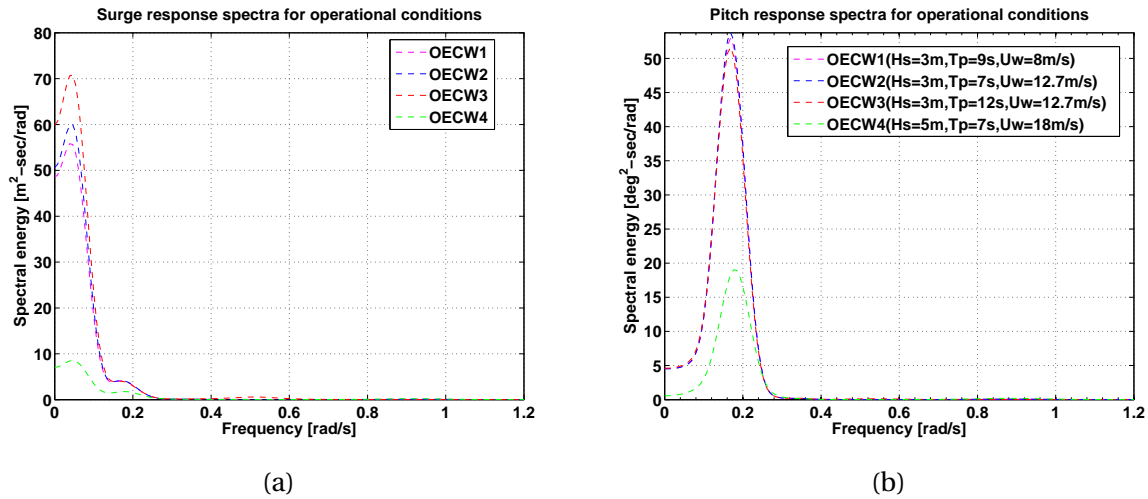 Surge response spectra for operational conditions
80
70
60
50
40
30
20
10
0
Spectral energy [m²−sec/rad]
0 0.2 0.4 0.6 0.8 1 1.2
Frequency [rad/s]
OECW1
OECW2
OECW3
OECW4
(a)
Pitch response spectra for operational conditions
50
45
40
35
30
25
20
15
10
5
0
Spectral energy [deg²−sec/rad]
0 0.2 0.4 0.6 0.8 1 1.2
Frequency [rad/s]
OECW1(Hs=3m,Tp=9s,Uw=8m/s)
OECW2(Hs=3m,Tp=7s,Uw=12.7m/s)
OECW3(Hs=3m,Tp=12s,Uw=12.7m/s)
OECW4(Hs=5m,Tp=7s,Uw=18m/s)
(b)